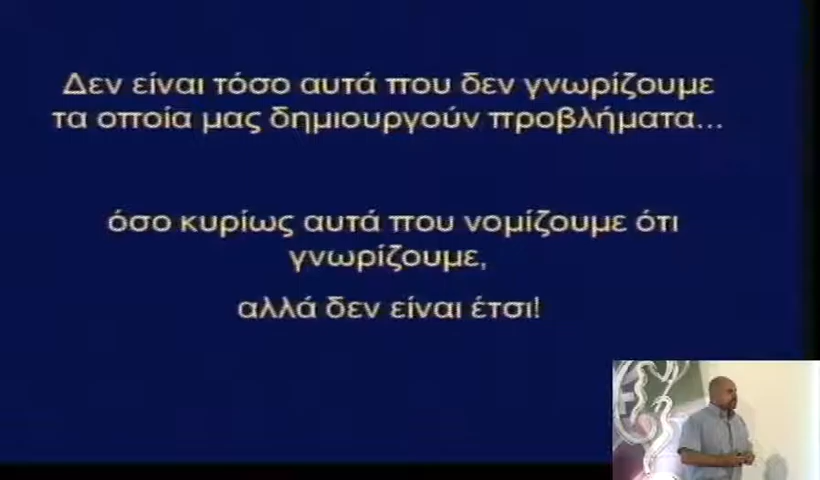 Δεν είναι τόσο αυτά που δεν γνωρίζουμε
τα οποία μας δημιουργούν προβλήματα...
όσο κυρίως αυτά που νομίζουμε ότι
γνωρίζουμε,
αλλά δεν είναι έτσι!